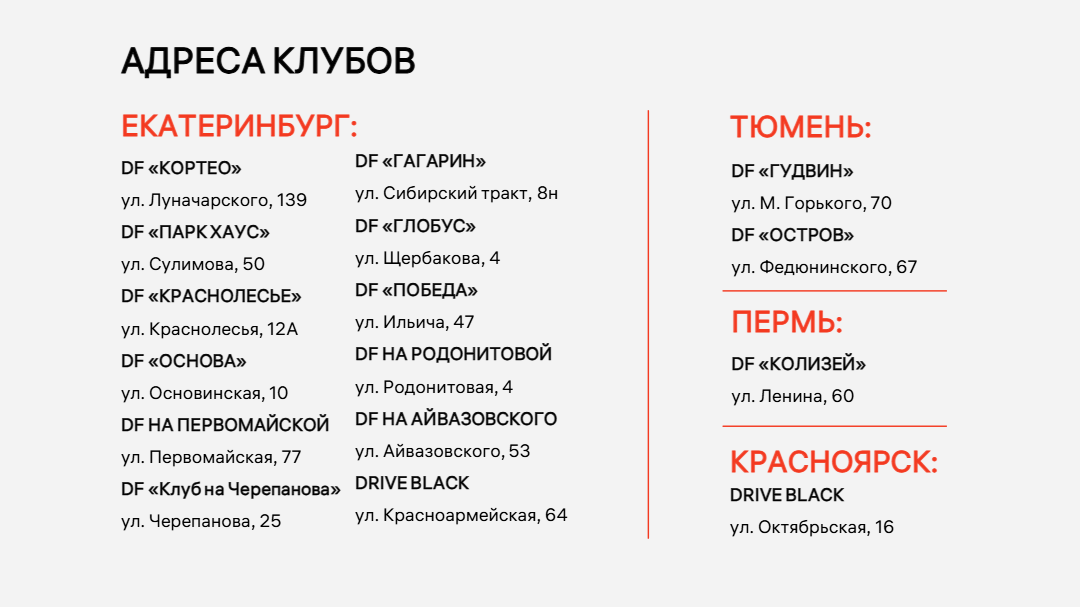 АДРЕСА КЛУБОВ
ЕКАТЕРИНБУРГ:
DF «КОРТЕО»
ул. Луначарского, 139
DF «ПАРК ХАУС»
ул. Сулимова, 50
DF «КРАСНОЛЕСЬЕ»
ул. Краснолесья, 12А
DF «ОСНОВА»
ул. Основинская, 10
DF НА ПЕРВОМАЙСКОЙ
ул. Первомайская, 77
DF «Клуб на Черепанова»
ул. Черепанова, 25
DF «ГАГАРИН»
ул. Сибирский тракт, 8н
DF «ГЛОБУС»
ул. Щербакова, 4
DF «ПОБЕДА»
ул. Ильича, 47
DF НА РОДОНИТОВОЙ
ул. Родонитовая, 4
DF НА АЙВАЗОВСКОГО
ул. Айвазовского, 53
DRIVE BLACK
ул. Красноармейская, 64
ТЮМЕНЬ:
DF «ГУДВИН»
ул. М. Горького, 70
DF «ОСТРОВ»
ул. Федюнинского, 67
ПЕРМЬ:
DF «КОЛИЗЕЙ»
ул. Ленина, 60
КРАСНОЯРСК:
DRIVE BLACK
ул. Октябрьская, 16